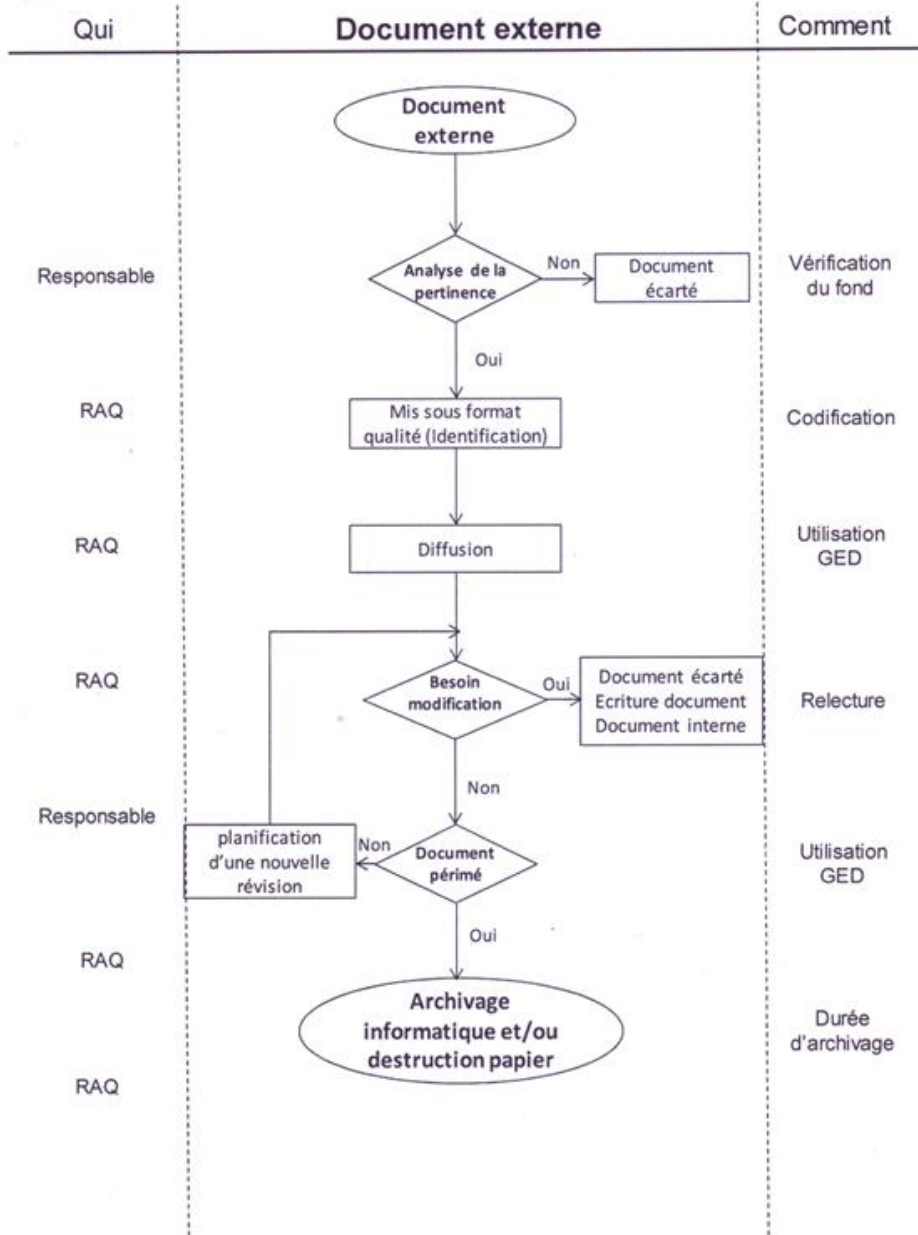 Qui
Document externe
Comment
Document
externe
Responsable
Analyse de la
pertinence
Non
Document
écarté
Vérification
du fond
Oui
RAQ
Mis sous format
qualité (Identification)
Codification
RAQ
Diffusion
Utilisation
GED
RAQ
Besoin
modification
Oui
Document écarté
Ecriture document
Document interne
Relecture
Non
Responsable
planification
d'une nouvelle
révision
Non
Document
périmé
Utilisation
GED
Oui
RAQ
Archivage
informatique et/ou
destruction papier
Durée
d'archivage
RAQ